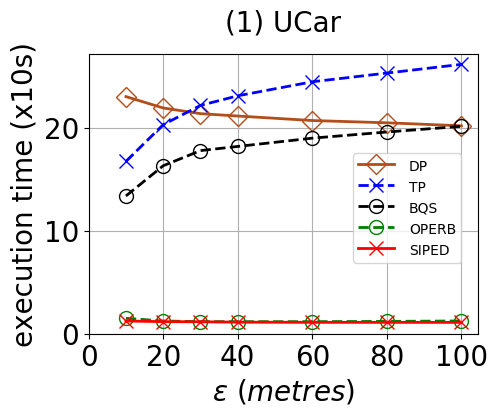 (1) UCar
execution time (x10s)
20
10
0
DP
TP
BQS
OPERB
SIPED
0 20 40 60 80 100
ε (metres)